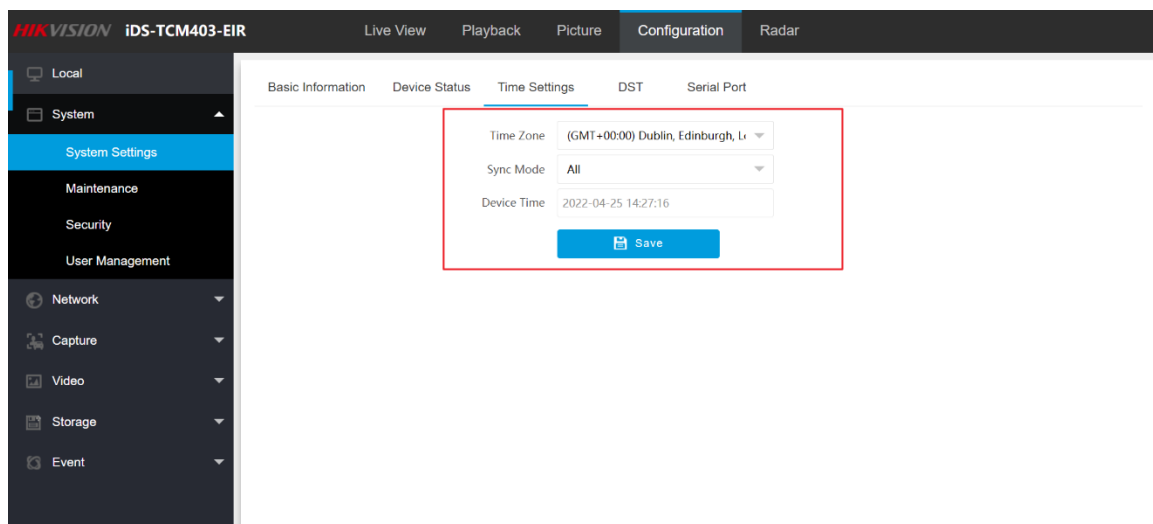 HIKVISION iDS-TCM403-EIR Live View Playback Picture Configuration Radar
Local
System
System Settings
Maintenance
Security
User Management
Network
Capture
Video
Storage
Event
Basic Information Device Status Time Settings DST Serial Port
Time Zone (GMT+00:00) Dublin, Edinburgh, L
Sync Mode All
Device Time 2022-04-25 14:27:16
Save